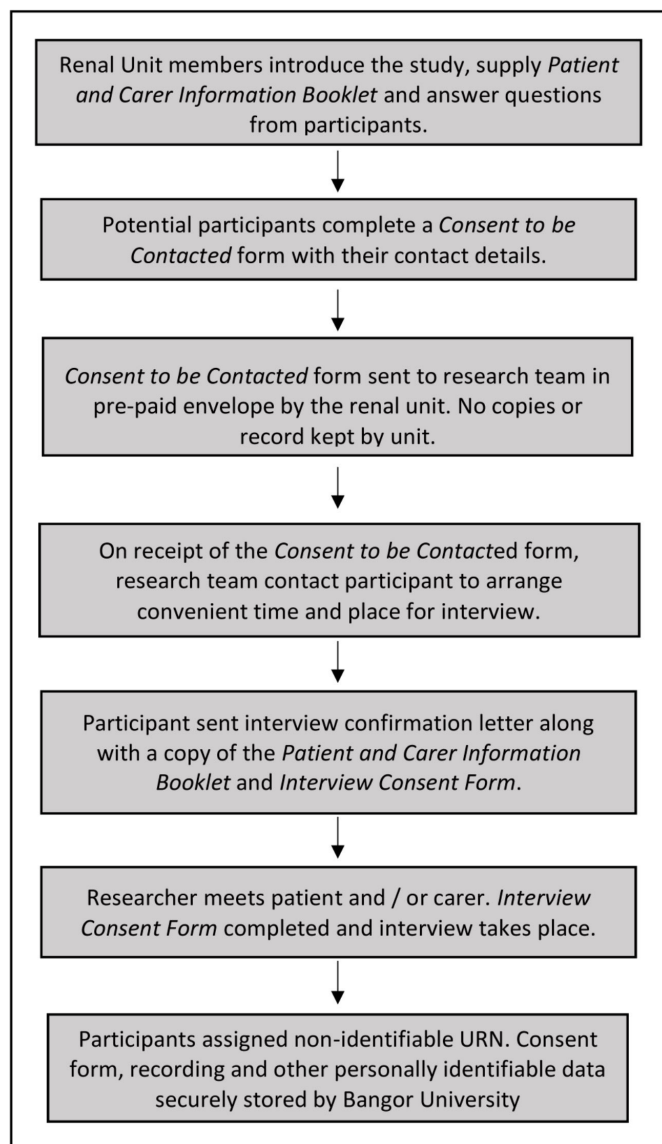 Renal Unit members introduce the study, supply Patient
and Carer Information Booklet and answer questions
from participants.
Potential participants complete a Consent to be
Contacted form with their contact details.
Consent to be Contacted form sent to research team in
pre-paid envelope by the renal unit. No copies or
record kept by unit.
On receipt of the Consent to be Contacted form,
research team contact participant to arrange
convenient time and place for interview.
Participant sent interview confirmation letter along
with a copy of the Patient and Carer Information
Booklet and Interview Consent Form.
Researcher meets patient and / or carer. Interview
Consent Form completed and interview takes place.
Participants assigned non-identifiable URN. Consent
form, recording and other personally identifiable data
securely stored by Bangor University